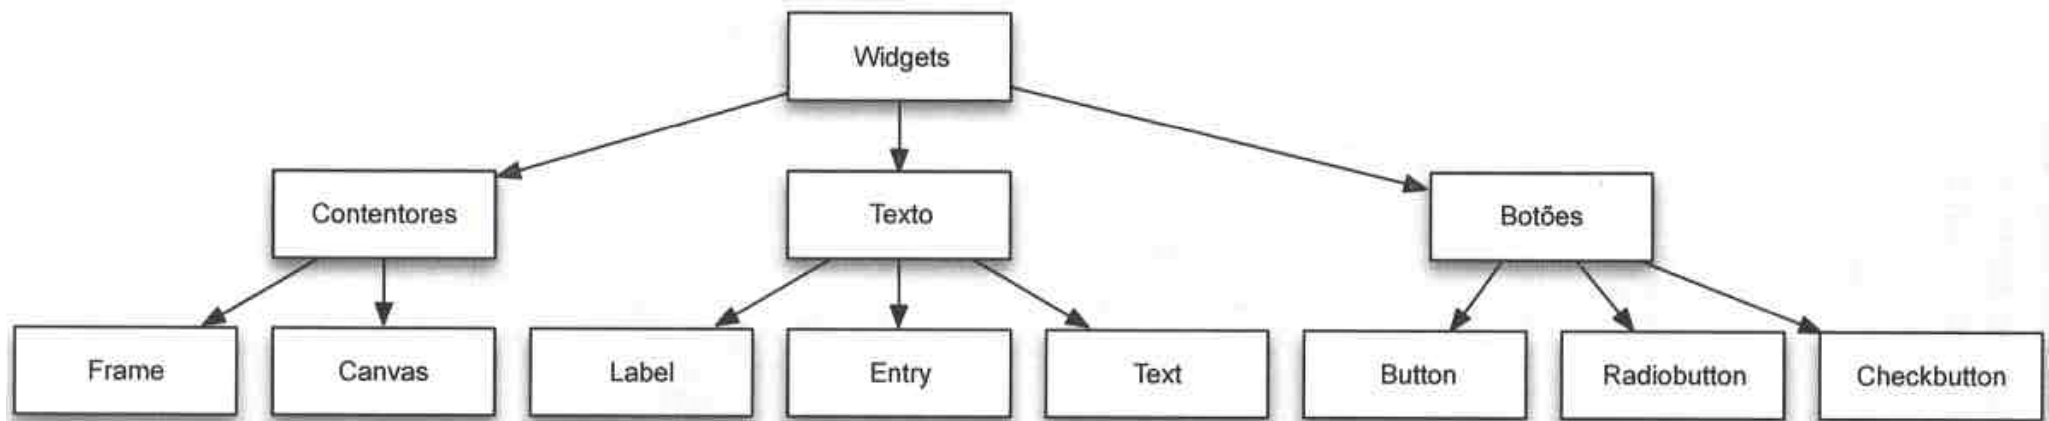 Widgets
Contentores
Texto
Botões
Frame
Canvas
Label
Entry
Text
Button
Radiobutton
Checkbutton